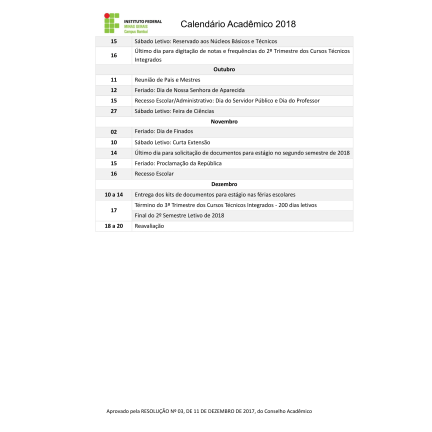 INSTITUTO FEDERAL
MINAS GERAIS
Calendário Acadêmico 2018
15 Sábado Letivo: Reservado aos Núcleos Básicos e Técnicos
16 Último dia para digitação de notas e frequências do 2º Trimestre dos Cursos Técnicos
Integrados
Outubro
11 Reunião de Pais e Mestres
12 Feriado: Dia de Nossa Senhora de Aparecida
15 Recesso Escolar/Administrativo: Dia do Servidor Público e Dia do Professor
27 Sábado Letivo: Feira de Ciências
Novembro
02 Feriado: Dia de Finados
10 Sábado Letivo: Curta Extensão
14 Último dia para solicitação de documentos para estágio no segundo semestre de 2018
15 Feriado: Proclamação da República
16 Recesso Escolar
Dezembro
10 a 14 Entrega dos kits de documentos para estágio nas férias escolares
17 Término do 3º Trimestre dos Cursos Técnicos Integrados - 200 dias letivos
Final do 2º Semestre Letivo de 2018
18 a 20 Reavaliação
Aprovado pela RESOLUÇÃO Nº 03, DE 11 DE DEZEMBRO DE 2017, do Conselho Acadêmico